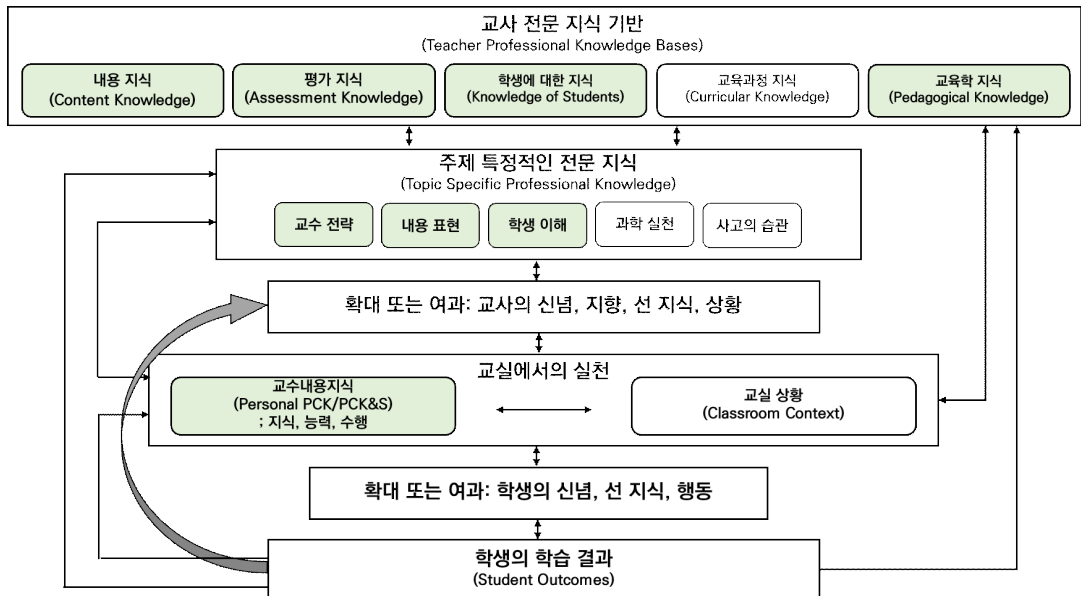 교사 전문 지식 기반
(Teacher Professional Knowledge Bases)
내용 지식
(Content Knowledge)
평가 지식
(Assessment Knowledge)
학생에 대한 지식
(Knowledge of Students)
교육과정 지식
(Curricular Knowledge)
교육학 지식
(Pedagogical Knowledge)
주제 특정적인 전문 지식
(Topic Specific Professional Knowledge)
교수 전략
내용 표현
학생 이해
과학 실천
사고의 습관
확대 또는 여과: 교사의 신념, 지향, 선 지식, 상황
교실에서의 실천
교수내용지식
(Personal PCK/PCK&S)
; 지식, 능력, 수행
교실 상황
(Classroom Context)
확대 또는 여과: 학생의 신념, 선 지식, 행동
학생의 학습 결과
(Student Outcomes)